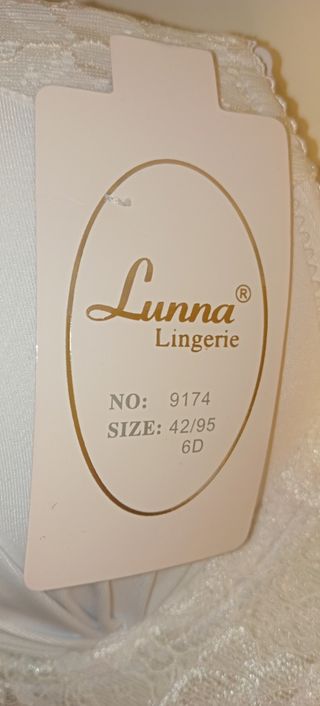 Lunna®
Lingerie
NO: 9174
SIZE: 42/95
6D